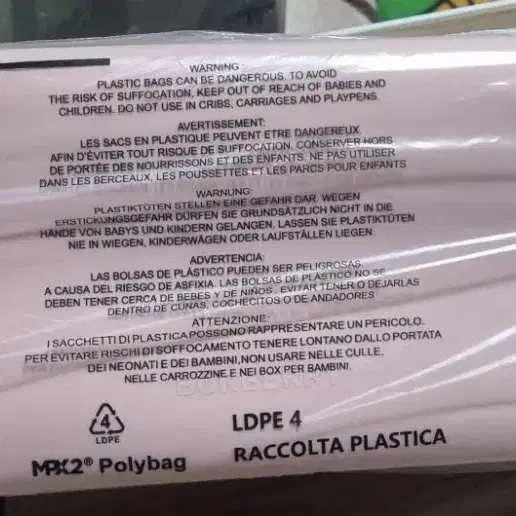 WARNING:
PLASTIC BAGS CAN BE DANGEROUS. TO AVOID
THE RISK OF SUFFOCATION, KEEP OUT OF REACH OF BABIES AND
CHILDREN. DO NOT USE IN CRIBS, CARRIAGES AND PLAYPENS.
AVERTISSEMENT:
LES SACS EN PLASTIQUE PEUVENT ETRE DANGEREUX.
AFIN D'ÉVITER TOUT RISQUE DE SUFFOCATION, CONSERVER HORS
DE PORTÉE DES NOURRISSONS ET DES ENFANTS. NE PAS UTILISER
DANS LES BERCEAUX, LES POUSSETTES ET LES PARCS POUR ENFANTS
WARNUNG:
PLASTIKTÜTEN STELLEN EINE GEFAHR DAR. WEGEN
ERSTICKUNGSGEFAHR DÜRFEN SIE GRUNDSÄTZLICH NICHT IN DIE
HÄNDE VON BABYS UND KINDERN GELANGEN. LASSEN SIE PLASTIKTÜTEN
NIE IN WIEGEN, KINDERWÄGEN ODER LAUFSTÄLLEN LIEGEN.
ADVERTENCIA:
LAS BOLSAS DE PLÁSTICO PUEDEN SER PELIGROSAS
A CAUSA DEL RIESGO DE ASFIXIA. LAS BOLSAS DE PLÁSTICO NO SE
DEBEN TENER CERCA DE BEBES Y DE NIÑOS. EVITAR TENER O DEJARLAS
DENTRO DE CUNAS, COCHECITOS O DE ANDADORES
ATTENZIONE:
I SACCHETTI DI PLASTICA POSSONO RAPPRESENTARE UN PERICOLO.
PER EVITARE RISCHI DI SOFFOCAMENTO TENERE LONTANO DALLO PORTATA
DEI NEONATI E DEI BAMBINI, NON USARE NELLE CULLE,
NELLE CARROZZINE E NEI BOX PER BAMBINI.
BURBERRY
4
LDPE
LDPE 4
MPK2® Polybag
RACCOLTA PLASTICA